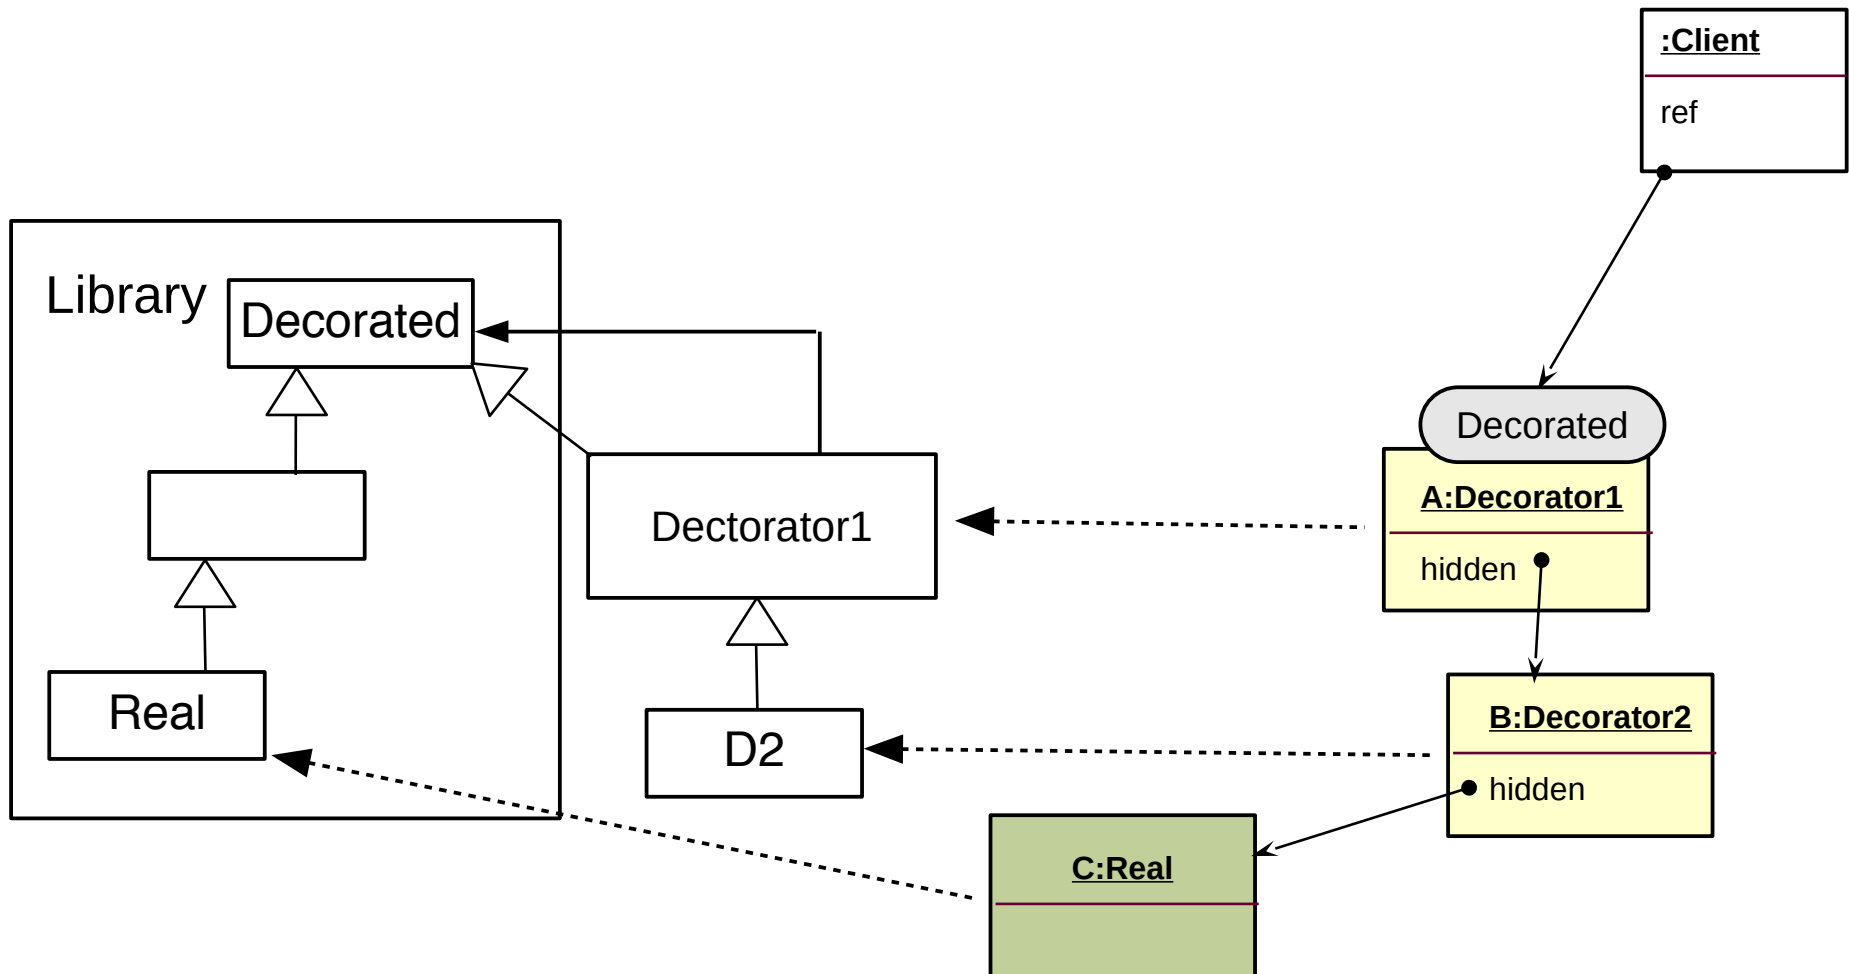 :Client
ref
Library
Decorated
Decorated
A:Decorator1
Dectorator1
hidden
Real
B:Decorator2
D2
hidden
C:Real